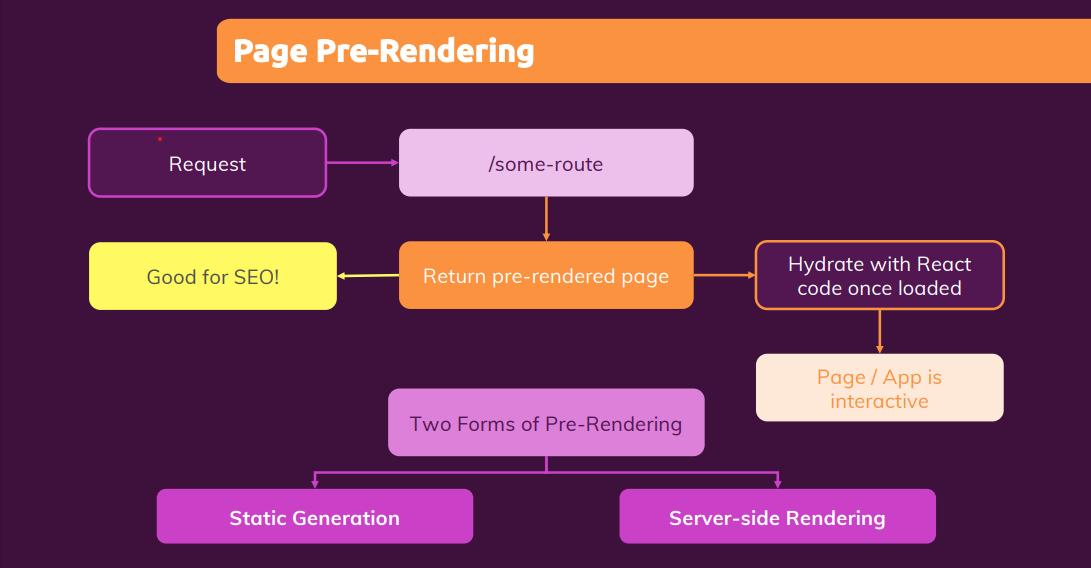 Page Pre-Rendering
Request
/some-route
Good for SEO!
Return pre-rendered page
Hydrate with React
code once loaded
Page / App is
interactive
Two Forms of Pre-Rendering
Static Generation
Server-side Rendering